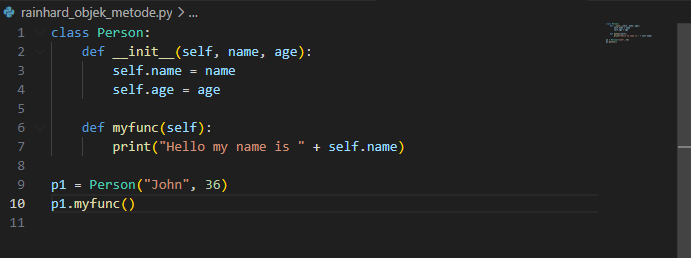 rainhard_objek_metode.py > ...
1 class Person:
2     def __init__(self, name, age):
3         self.name = name
4         self.age = age
5
6     def myfunc(self):
7         print("Hello my name is " + self.name)
8
9 p1 = Person("John", 36)
10 p1.myfunc()
11